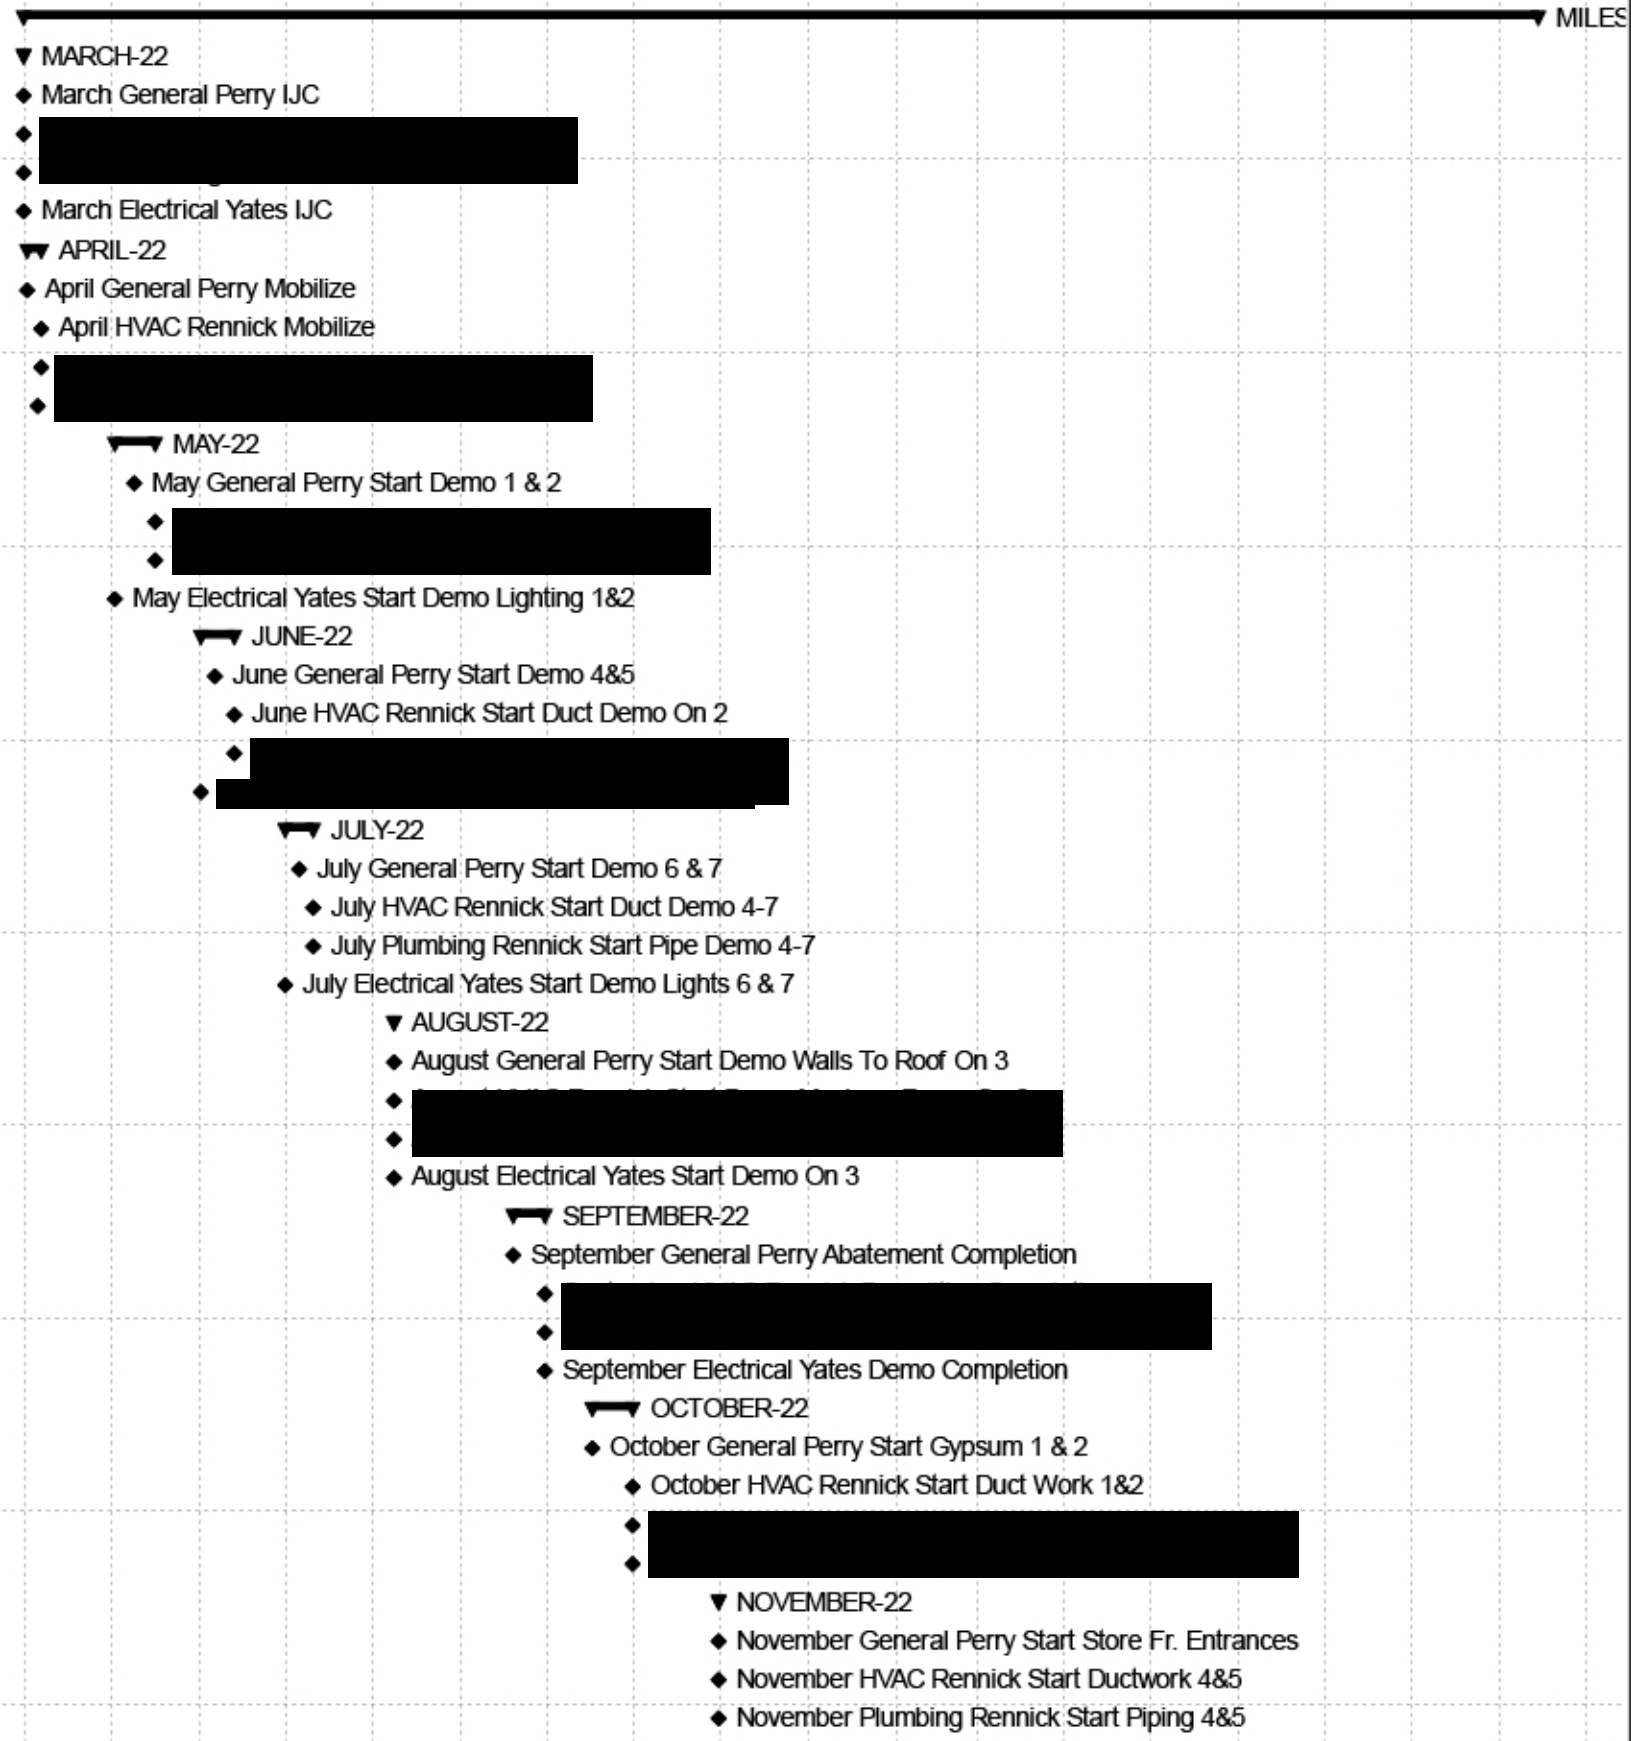 MILES
MARCH-22
March General Perry IJC
March Electrical Yates IJC
APRIL-22
April General Perry Mobilize
April HVAC Rennick Mobilize
MAY-22
May General Perry Start Demo 1 & 2
May Electrical Yates Start Demo Lighting 1&2
JUNE-22
June General Perry Start Demo 4&5
June HVAC Rennick Start Duct Demo On 2
JULY-22
July General Perry Start Demo 6 & 7
July HVAC Rennick Start Duct Demo 4-7
July Plumbing Rennick Start Pipe Demo 4-7
July Electrical Yates Start Demo Lights 6 & 7
AUGUST-22
August General Perry Start Demo Walls To Roof On 3
August Electrical Yates Start Demo On 3
SEPTEMBER-22
September General Perry Abatement Completion
September Electrical Yates Demo Completion
OCTOBER-22
October General Perry Start Gypsum 1 & 2
October HVAC Rennick Start Duct Work 1&2
NOVEMBER-22
November General Perry Start Store Fr. Entrances
November HVAC Rennick Start Ductwork 4&5
November Plumbing Rennick Start Piping 4&5